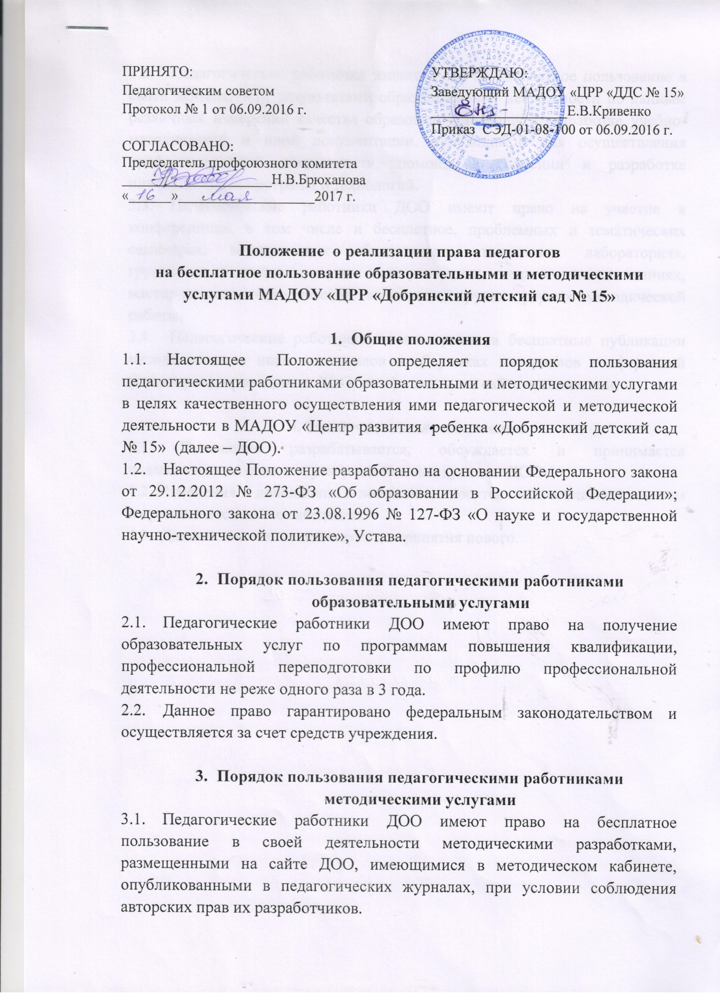 ПРИНЯТО:
Педагогическим советом
Протокол № 1 от 06.09.2016 г.
СОГЛАСОВАНО:
Председатель профсоюзного комитета
Н.В.Брюханова
«16» мая 2017 г.
УТВЕРЖДАЮ:
Заведующий МАДОУ «ЦРР «ДДС № 15»
Е.В.Кривенко
Приказ СЭД-01-08-100 от 06.09.2016 г.
Положение о реализации права педагогов
на бесплатное пользование образовательными и методическими
услугами МАДОУ «ЦРР «Добрянский детский сад № 15»
1. Общие положения
1.1. Настоящее Положение определяет порядок пользования
педагогическими работниками образовательными и методическими услугами
в целях качественного осуществления ими педагогической и методической
деятельности в МАДОУ «Центр развития ребенка «Добрянский детский сад
№ 15» (далее – ДОО).
1.2. Настоящее Положение разработано на основании Федерального закона
от 29.12.2012 № 273-ФЗ «Об образовании в Российской Федерации»;
Федерального закона от 23.08.1996 № 127-ФЗ «О науке и государственной
научно-технической политике», Устава.
2. Порядок пользования педагогическими работниками
образовательными услугами
2.1. Педагогические работники ДОО имеют право на получение
образовательных услуг по программам повышения квалификации,
профессиональной переподготовки по профилю профессиональной
деятельности не реже одного раза в 3 года.
2.2. Данное право гарантировано федеральным законодательством и
осуществляется за счет средств учреждения.
3. Порядок пользования педагогическими работниками
методическими услугами
3.1. Педагогические работники ДОО имеют право на бесплатное
пользование в своей деятельности методическими разработками,
размещенными на сайте ДОО, имеющимися в методическом кабинете,
опубликованными в педагогических журналах, при условии соблюдения
авторских прав их разработчиков.